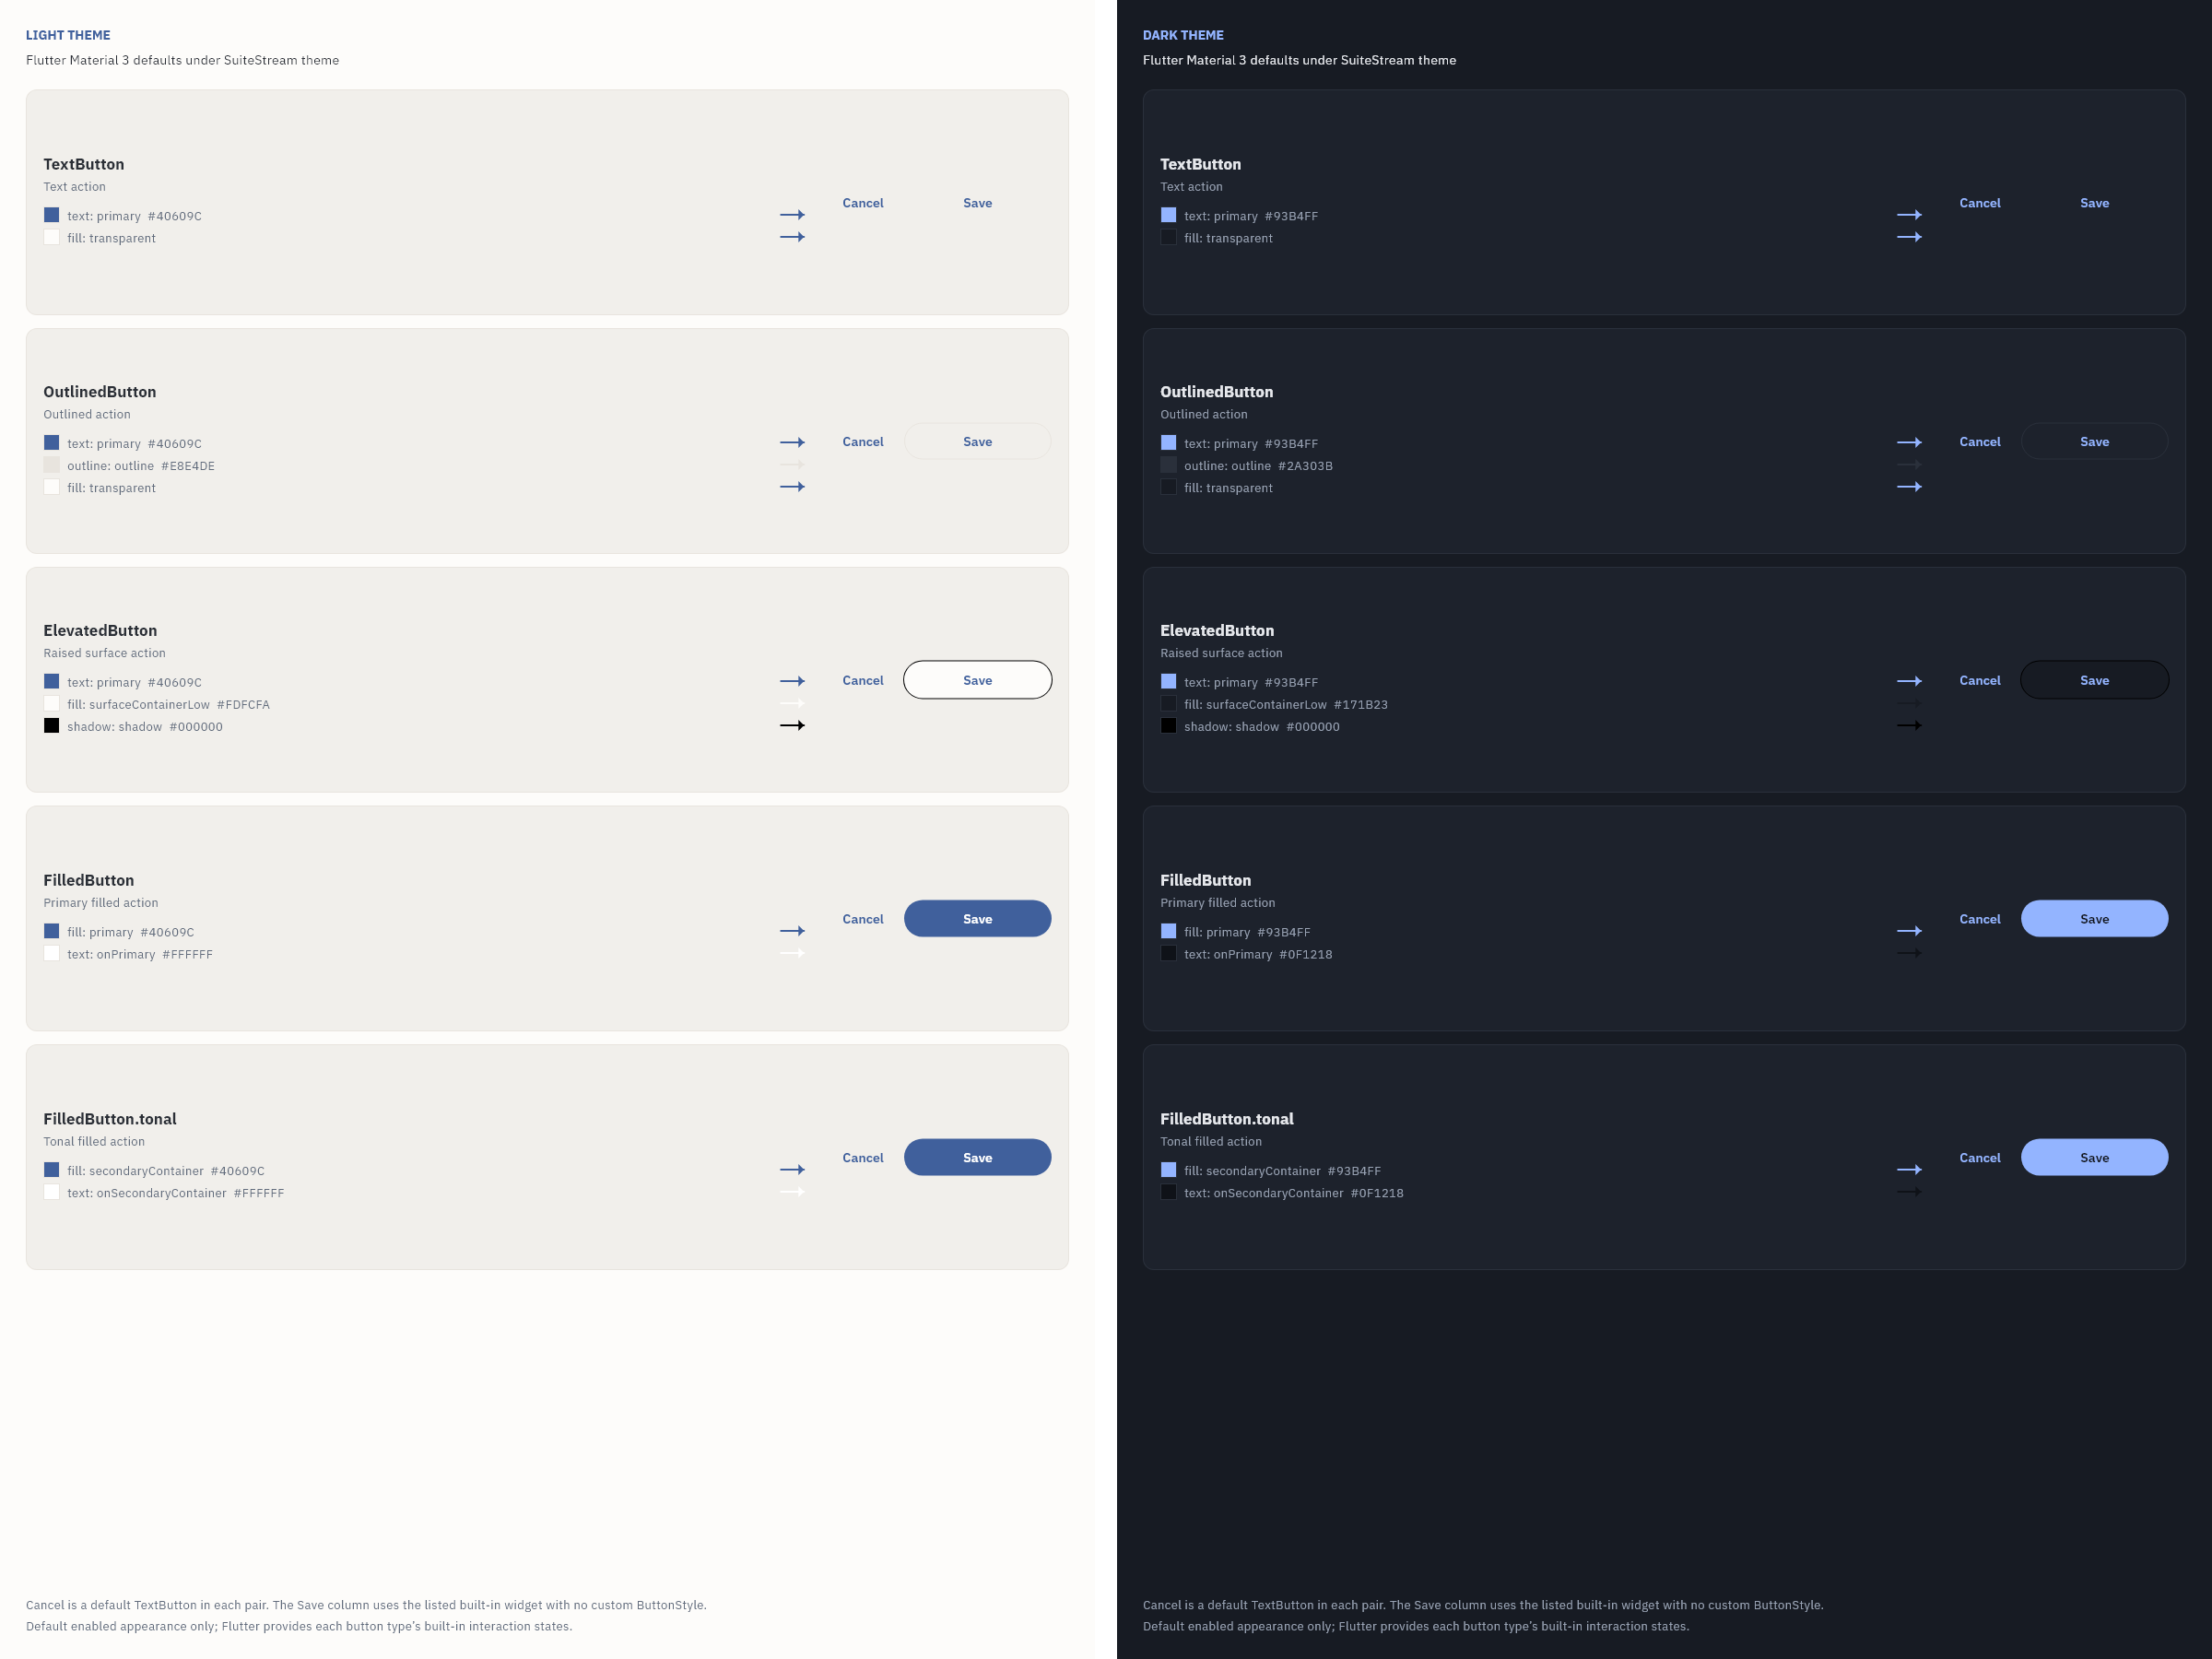 LIGHT THEME
Flutter Material 3 defaults under SuiteStream theme
TextButton
Text action
text: primary #40609C
fill: transparent
Cancel
Save
OutlinedButton
Outlined action
text: primary #40609C
outline: outline #E8E4DE
fill: transparent
Cancel
Save
ElevatedButton
Raised surface action
text: primary #40609C
fill: surfaceContainerLow #FDFCFA
shadow: shadow #000000
Cancel
Save
FilledButton
Primary filled action
fill: primary #40609C
text: onPrimary #FFFFFF
Cancel
Save
FilledButton.tonal
Tonal filled action
fill: secondaryContainer #40609C
text: onSecondaryContainer #FFFFFF
Cancel
Save
Cancel is a default TextButton in each pair. The Save column uses the listed built-in widget with no custom ButtonStyle.
Default enabled appearance only; Flutter provides each button type’s built-in interaction states.
DARK THEME
Flutter Material 3 defaults under SuiteStream theme
TextButton
Text action
text: primary #93B4FF
fill: transparent
Cancel
Save
OutlinedButton
Outlined action
text: primary #93B4FF
outline: outline #2A303B
fill: transparent
Cancel
Save
ElevatedButton
Raised surface action
text: primary #93B4FF
fill: surfaceContainerLow #171B23
shadow: shadow #000000
Cancel
Save
FilledButton
Primary filled action
fill: primary #93B4FF
text: onPrimary #0F1218
Cancel
Save
FilledButton.tonal
Tonal filled action
fill: secondaryContainer #93B4FF
text: onSecondaryContainer #0F1218
Cancel
Save
Cancel is a default TextButton in each pair. The Save column uses the listed built-in widget with no custom ButtonStyle.
Default enabled appearance only; Flutter provides each button type’s built-in interaction states.